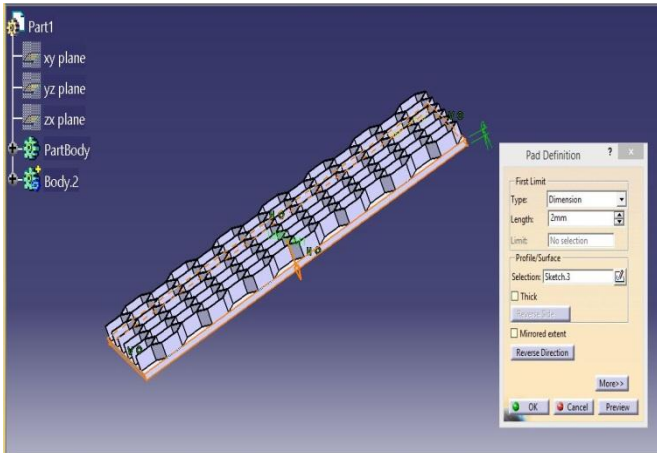 Part1
xy plane
yz plane
zx plane
PartBody
Body.2
Pad Definition ? x
First Limit
Type: Dimension
Length: 2mm
Limit: No selection
Profile/Surface
Selection: Sketch.3
Thick
Reverse Side
Mirrored extent
Reverse Direction
More>>
OK Cancel Preview